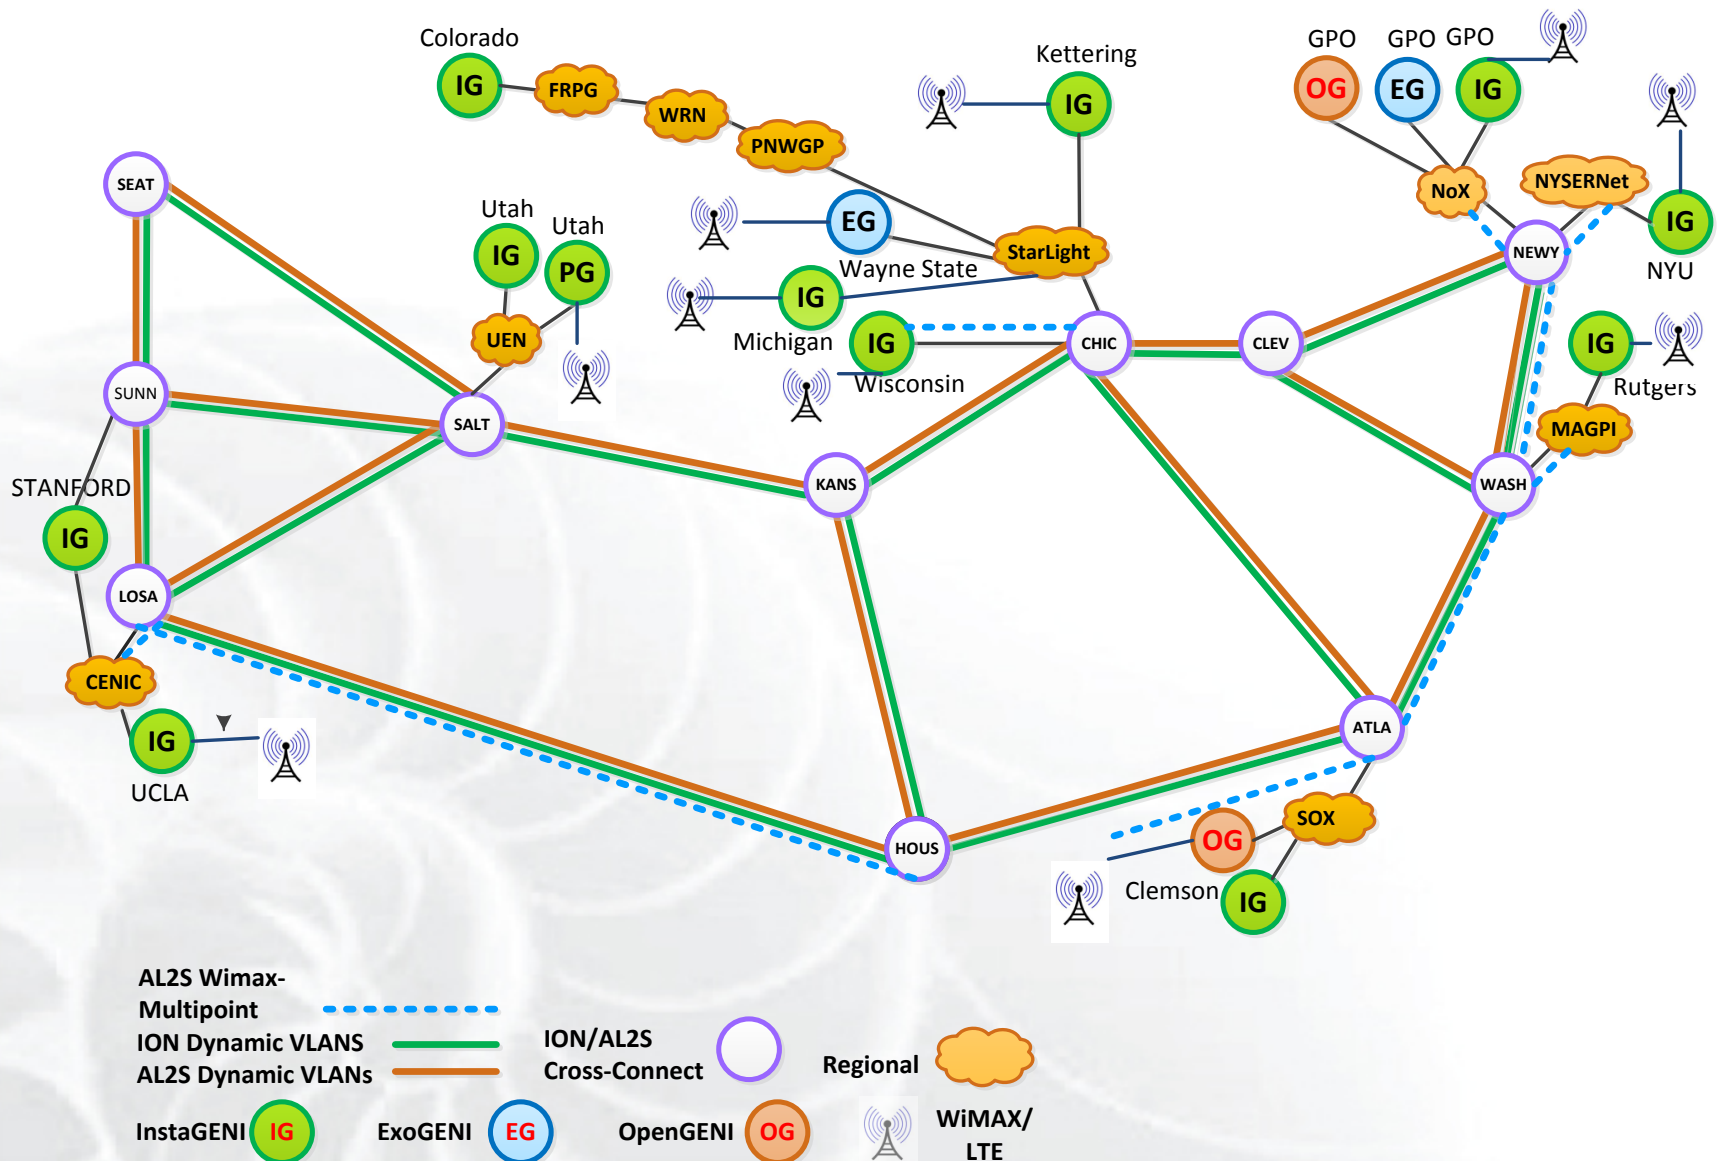 Colorado
IG
FRPG
WRN
PNWGP
Kettering
IG
GPO
GPO
GPO
OG
EG
IG
NoX
NYSERNet
IG
NYU
SEAT
Utah
Utah
IG
PG
UEN
EG
Wayne State
StarLight
IG
Michigan
IG
Wisconsin
CHIC
CLEV
NEWY
IG
Rutgers
MAGPI
SUNN
SALT
KANS
WASH
STANFORD
IG
LOSA
CENIC
IG
UCLA
HOUS
ATLA
SOX
OG
Clemson
IG
AL2S Wimax-
Multipoint
ION Dynamic VLANS
AL2S Dynamic VLANs
ION/AL2S
Cross-Connect
Regional
InstaGENI
IG
ExoGENI
EG
OpenGENI
OG
WiMAX/
LTE